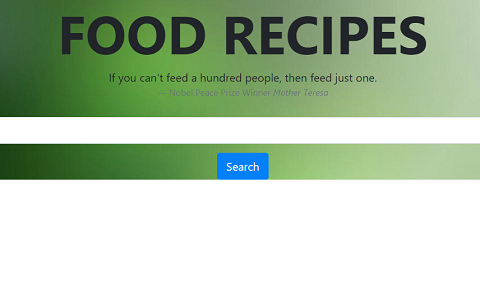 FOOD RECIPES
If you can't feed a hundred people, then feed just one.
— Nobel Peace Prize Winner Mother Teresa
Search